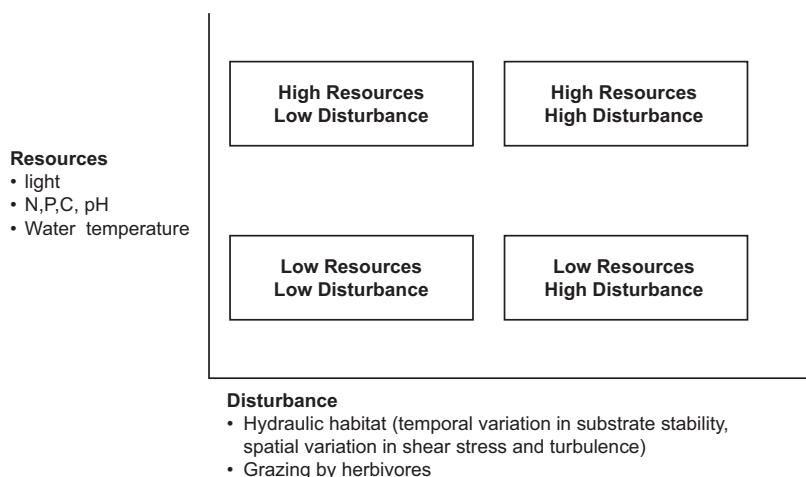 High Resources
Low Disturbance
High Resources
High Disturbance
Resources
• light
• N,P,C, pH
• Water temperature
Low Resources
Low Disturbance
Low Resources
High Disturbance
Disturbance
• Hydraulic habitat (temporal variation in substrate stability,
spatial variation in shear stress and turbulence)
• Grazing by herbivores